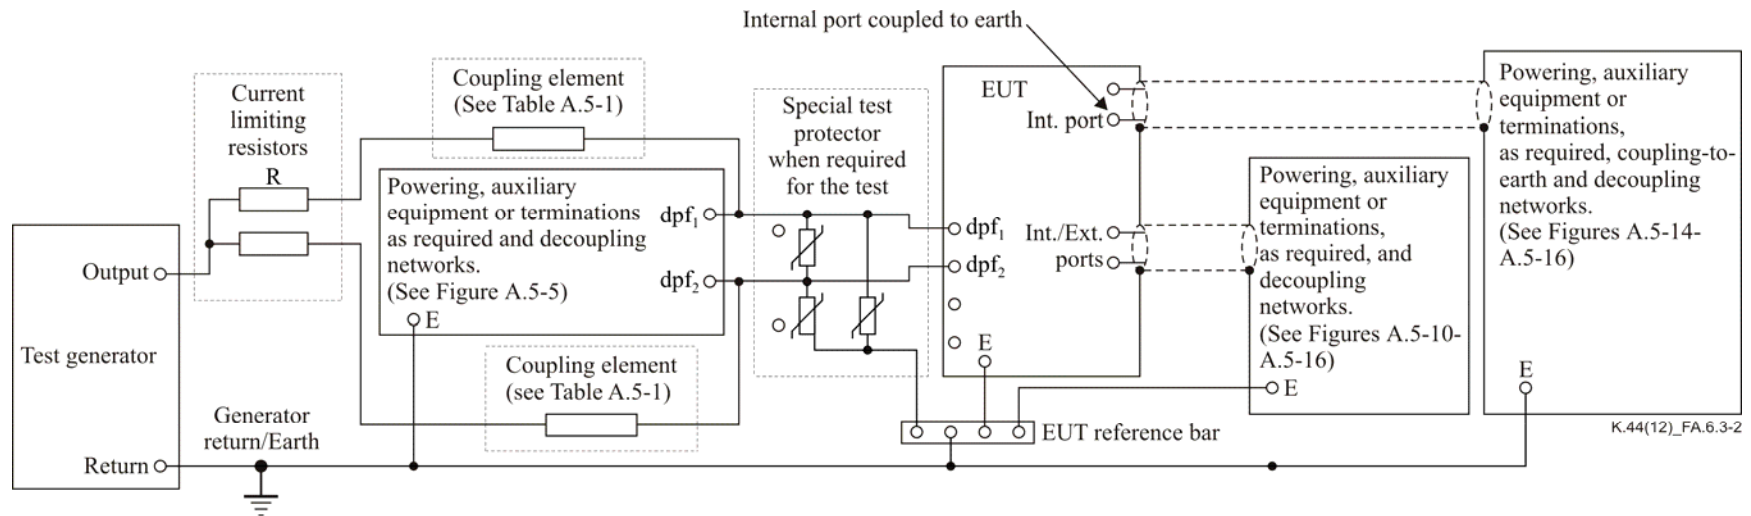 Internal port coupled to earth
Coupling element
(See Table A.5-1)
Current
limiting
resistors
R
Special test
protector
when required
for the test
EUT
Int. port
Powering, auxiliary
equipment or
terminations,
as required, coupling-to-
earth and decoupling
networks.
(See Figures A.5-14-
A.5-16)
E
Powering, auxiliary
equipment or terminations
as required and decoupling
networks.
(See Figure A.5-5)
dpf1
dpf2
E
dpf1
dpf2
Int./Ext.
ports
E
Powering, auxiliary
equipment or
terminations,
as required, and
decoupling
networks.
(See Figures A.5-10-
A.5-16)
E
Output
Test generator
Return
Coupling element
(see Table A.5-1)
Generator
return/Earth
EUT reference bar
K.44(12)_FA.6.3-2